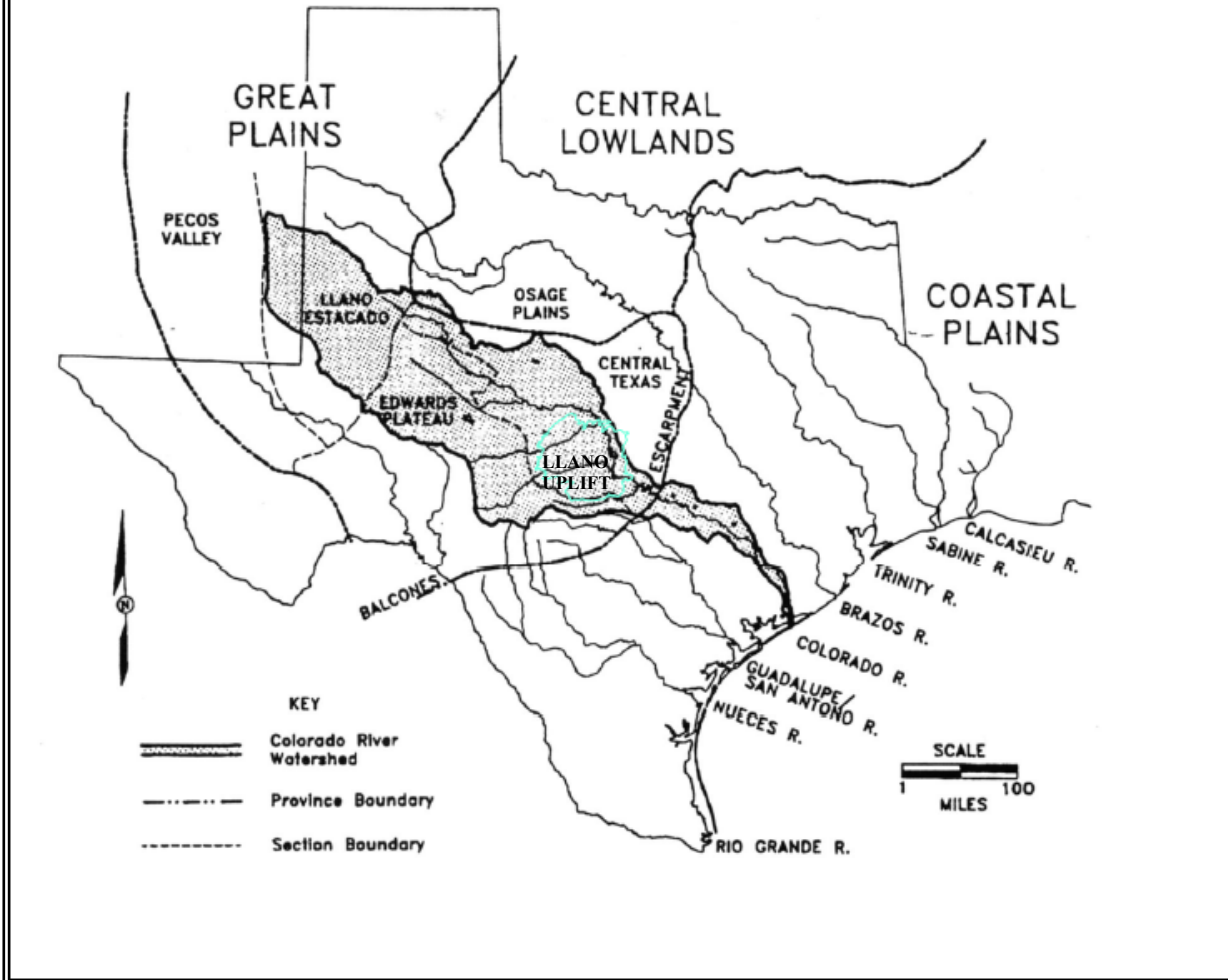 GREAT
PLAINS
CENTRAL
LOWLANDS
PECOS
VALLEY
LLANO
ESTACADO
OSAGE
PLAINS
COASTAL
PLAINS
CENTRAL
TEXAS
EDWARDS
PLATEAU
ESCARPMENT
LLANO
UPLIFT
BALCONES
CALCASIEU R.
SABINE R.
TRINITY R.
BRAZOS R.
COLORADO R.
GUADALUPE/
SAN ANTONO R.
NUECES R.
RIO GRANDE R.
N
KEY
Colorado River
Watershed
Province Boundary
Section Boundary
SCALE
1 100
MILES